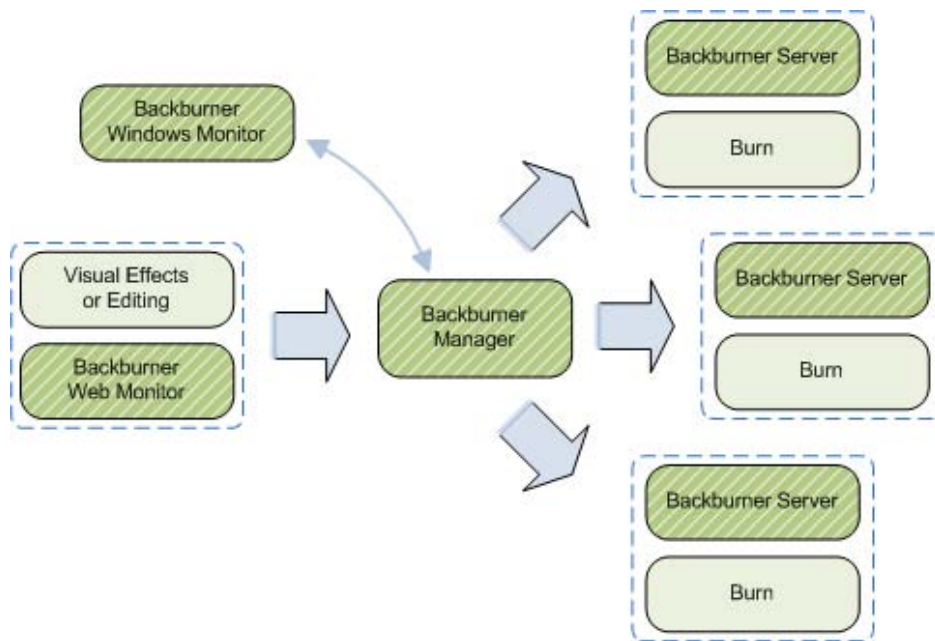 Backburner Server
Burn
Backburner
Windows Monitor
Visual Effects
or Editing
Backburner
Web Monitor
Backburner
Manager
Backburner Server
Burn
Backburner Server
Burn